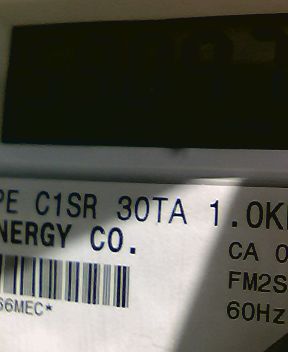 PE C1SR 30TA 1.0K
NERGY CO.
CA 0
FM2S
66MEC*
60Hz